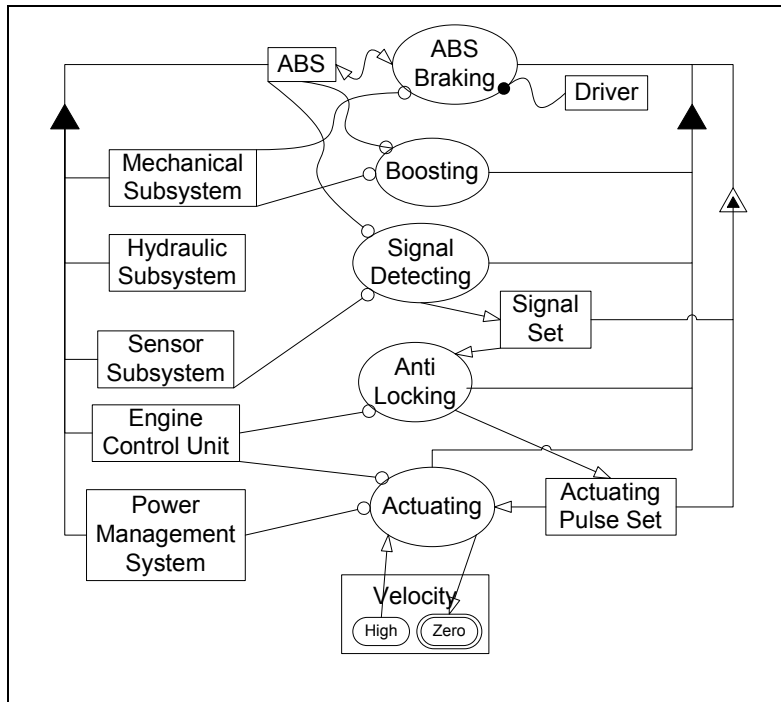 ABS
ABS
Braking
Driver
Mechanical
Subsystem
Boosting
Hydraulic
Subsystem
Signal
Detecting
Signal
Set
Sensor
Subsystem
Anti
Locking
Engine
Control Unit
Power
Management
System
Actuating
Actuating
Pulse Set
Velocity
High
Zero